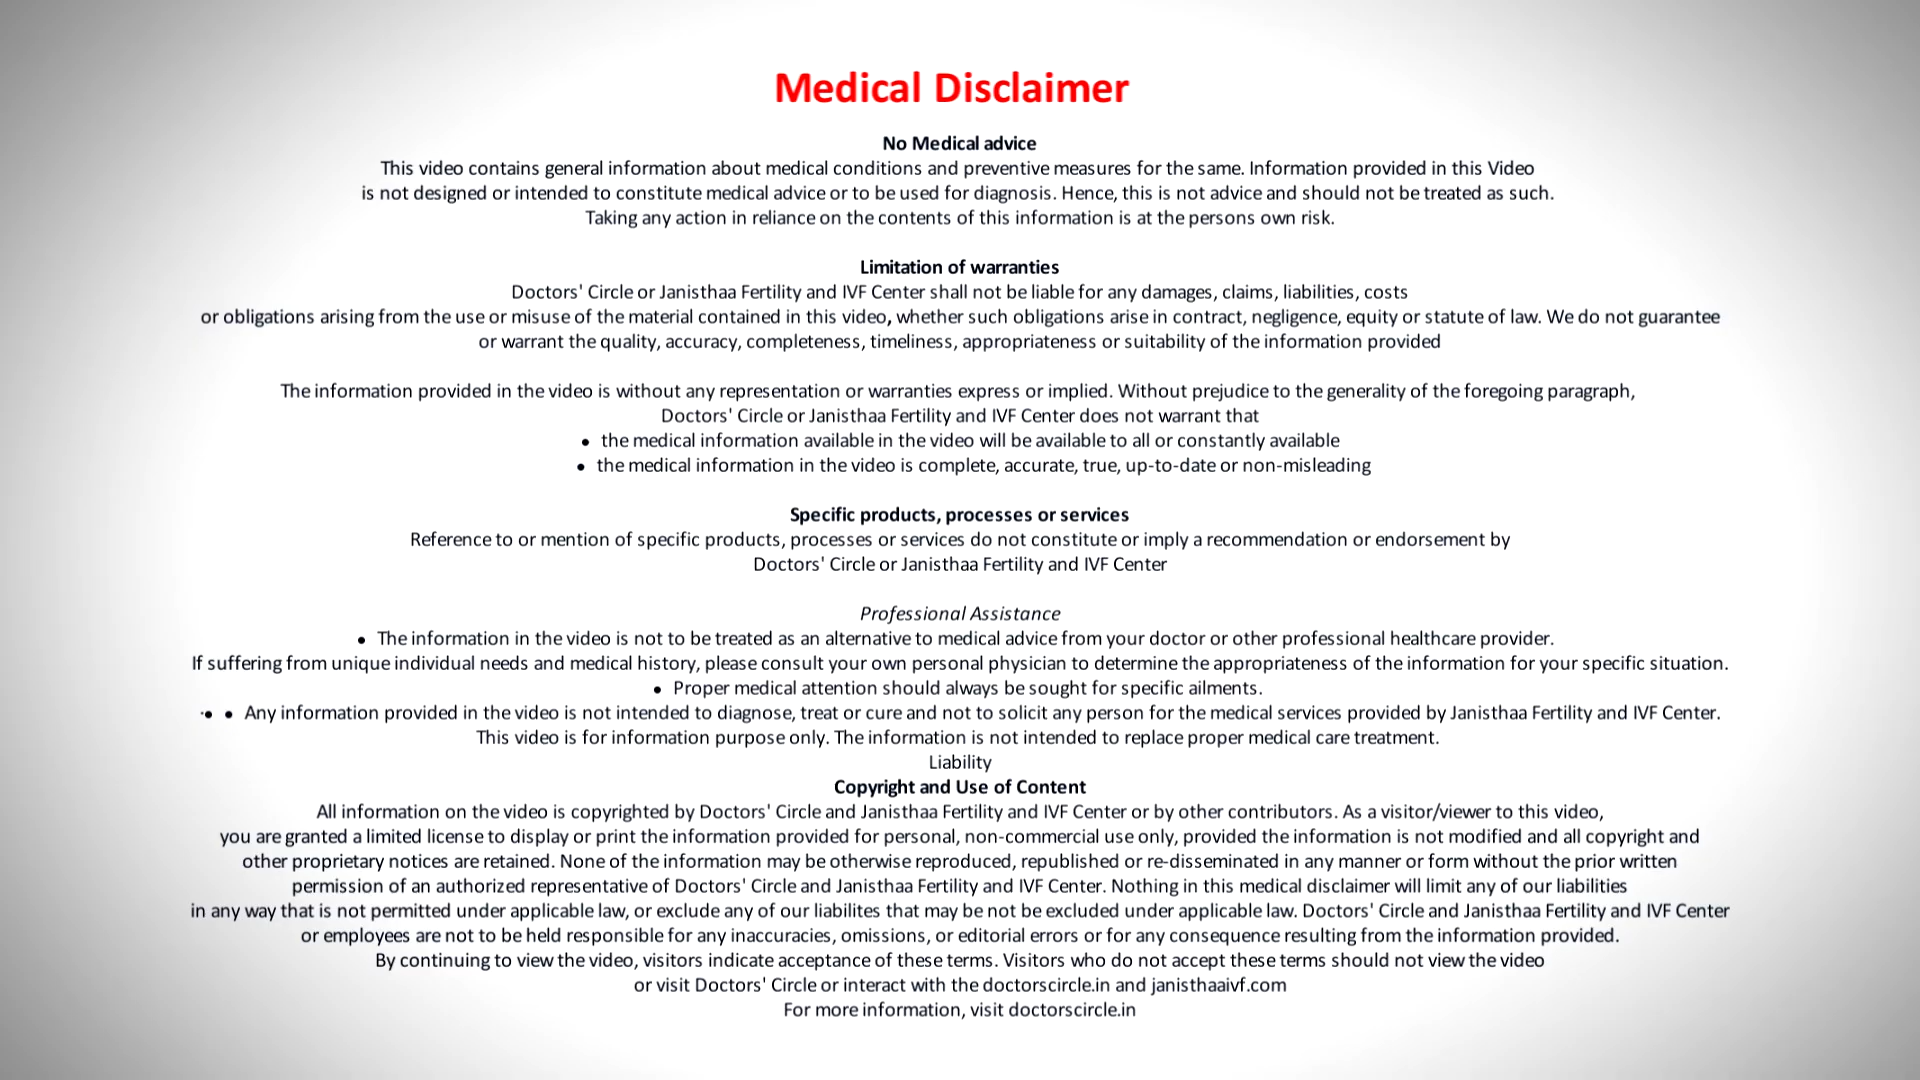 Medical Disclaimer
No Medical advice
This video contains general information about medical conditions and preventive measures for the same. Information provided in this Video
is not designed or intended to constitute medical advice or to be used for diagnosis. Hence, this is not advice and should not be treated as such.
Taking any action in reliance on the contents of this information is at the persons own risk.
Limitation of warranties
Doctors' Circle or Janisthaa Fertility and IVF Center shall not be liable for any damages, claims, liabilities, costs
or obligations arising from the use or misuse of the material contained in this video, whether such obligations arise in contract, negligence, equity or statute of law. We do not guarantee
or warrant the quality, accuracy, completeness, timeliness, appropriateness or suitability of the information provided
The information provided in the video is without any representation or warranties express or implied. Without prejudice to the generality of the foregoing paragraph,
Doctors' Circle or Janisthaa Fertility and IVF Center does not warrant that
• the medical information available in the video will be available to all or constantly available
• the medical information in the video is complete, accurate, true, up-to-date or non-misleading
Specific products, processes or services
Reference to or mention of specific products, processes or services do not constitute or imply a recommendation or endorsement by
Doctors' Circle or Janisthaa Fertility and IVF Center
Professional Assistance
• The information in the video is not to be treated as an alternative to medical advice from your doctor or other professional healthcare provider.
If suffering from unique individual needs and medical history, please consult your own personal physician to determine the appropriateness of the information for your specific situation.
• Proper medical attention should always be sought for specific ailments.
·• • Any information provided in the video is not intended to diagnose, treat or cure and not to solicit any person for the medical services provided by Janisthaa Fertility and IVF Center.
This video is for information purpose only. The information is not intended to replace proper medical care treatment.
Liability
Copyright and Use of Content
All information on the video is copyrighted by Doctors' Circle and Janisthaa Fertility and IVF Center or by other contributors. As a visitor/viewer to this video,
you are granted a limited license to display or print the information provided for personal, non-commercial use only, provided the information is not modified and all copyright and
other proprietary notices are retained. None of the information may be otherwise reproduced, republished or re-disseminated in any manner or form without the prior written
permission of an authorized representative of Doctors' Circle and Janisthaa Fertility and IVF Center. Nothing in this medical disclaimer will limit any of our liabilities
in any way that is not permitted under applicable law, or exclude any of our liabilites that may be not be excluded under applicable law. Doctors' Circle and Janisthaa Fertility and IVF Center
or employees are not to be held responsible for any inaccuracies, omissions, or editorial errors or for any consequence resulting from the information provided.
By continuing to view the video, visitors indicate acceptance of these terms. Visitors who do not accept these terms should not view the video
or visit Doctors' Circle or interact with the doctorscircle.in and janisthaaivf.com
For more information, visit doctorscircle.in